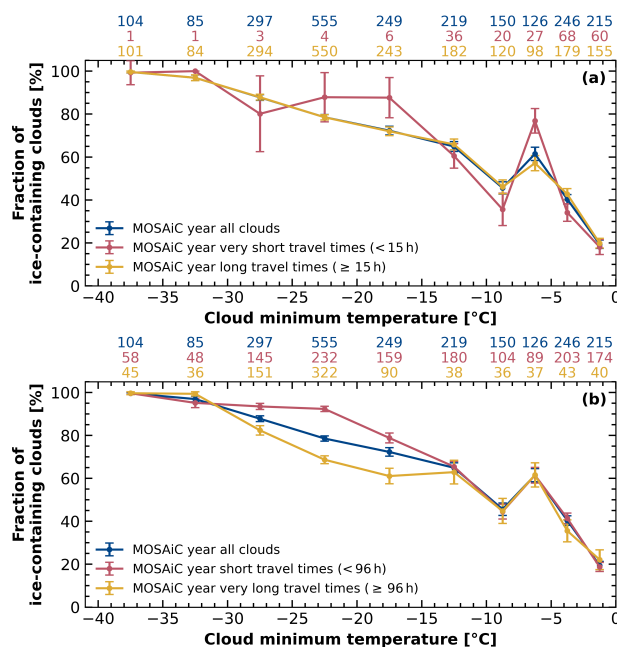 104 85 297 555 249 219 150 126 246 215
1 1 3 4 6 36 20 27 68 60
101 84 294 550 243 182 120 98 179 155
(a)
100
80
60
40
20
0
Fraction of
ice-containing clouds [%]
MOSAiC year all clouds
MOSAiC year very short travel times (< 15 h)
MOSAiC year long travel times (≥ 15 h)
−40 −35 −30 −25 −20 −15 −10 −5 0
Cloud minimum temperature [°C]
104 85 297 555 249 219 150 126 246 215
58 48 145 232 159 180 104 89 203 174
45 36 151 322 90 38 36 37 43 40
(b)
100
80
60
40
20
0
Fraction of
ice-containing clouds [%]
MOSAiC year all clouds
MOSAiC year short travel times (< 96 h)
MOSAiC year very long travel times (≥ 96 h)
−40 −35 −30 −25 −20 −15 −10 −5 0
Cloud minimum temperature [°C]